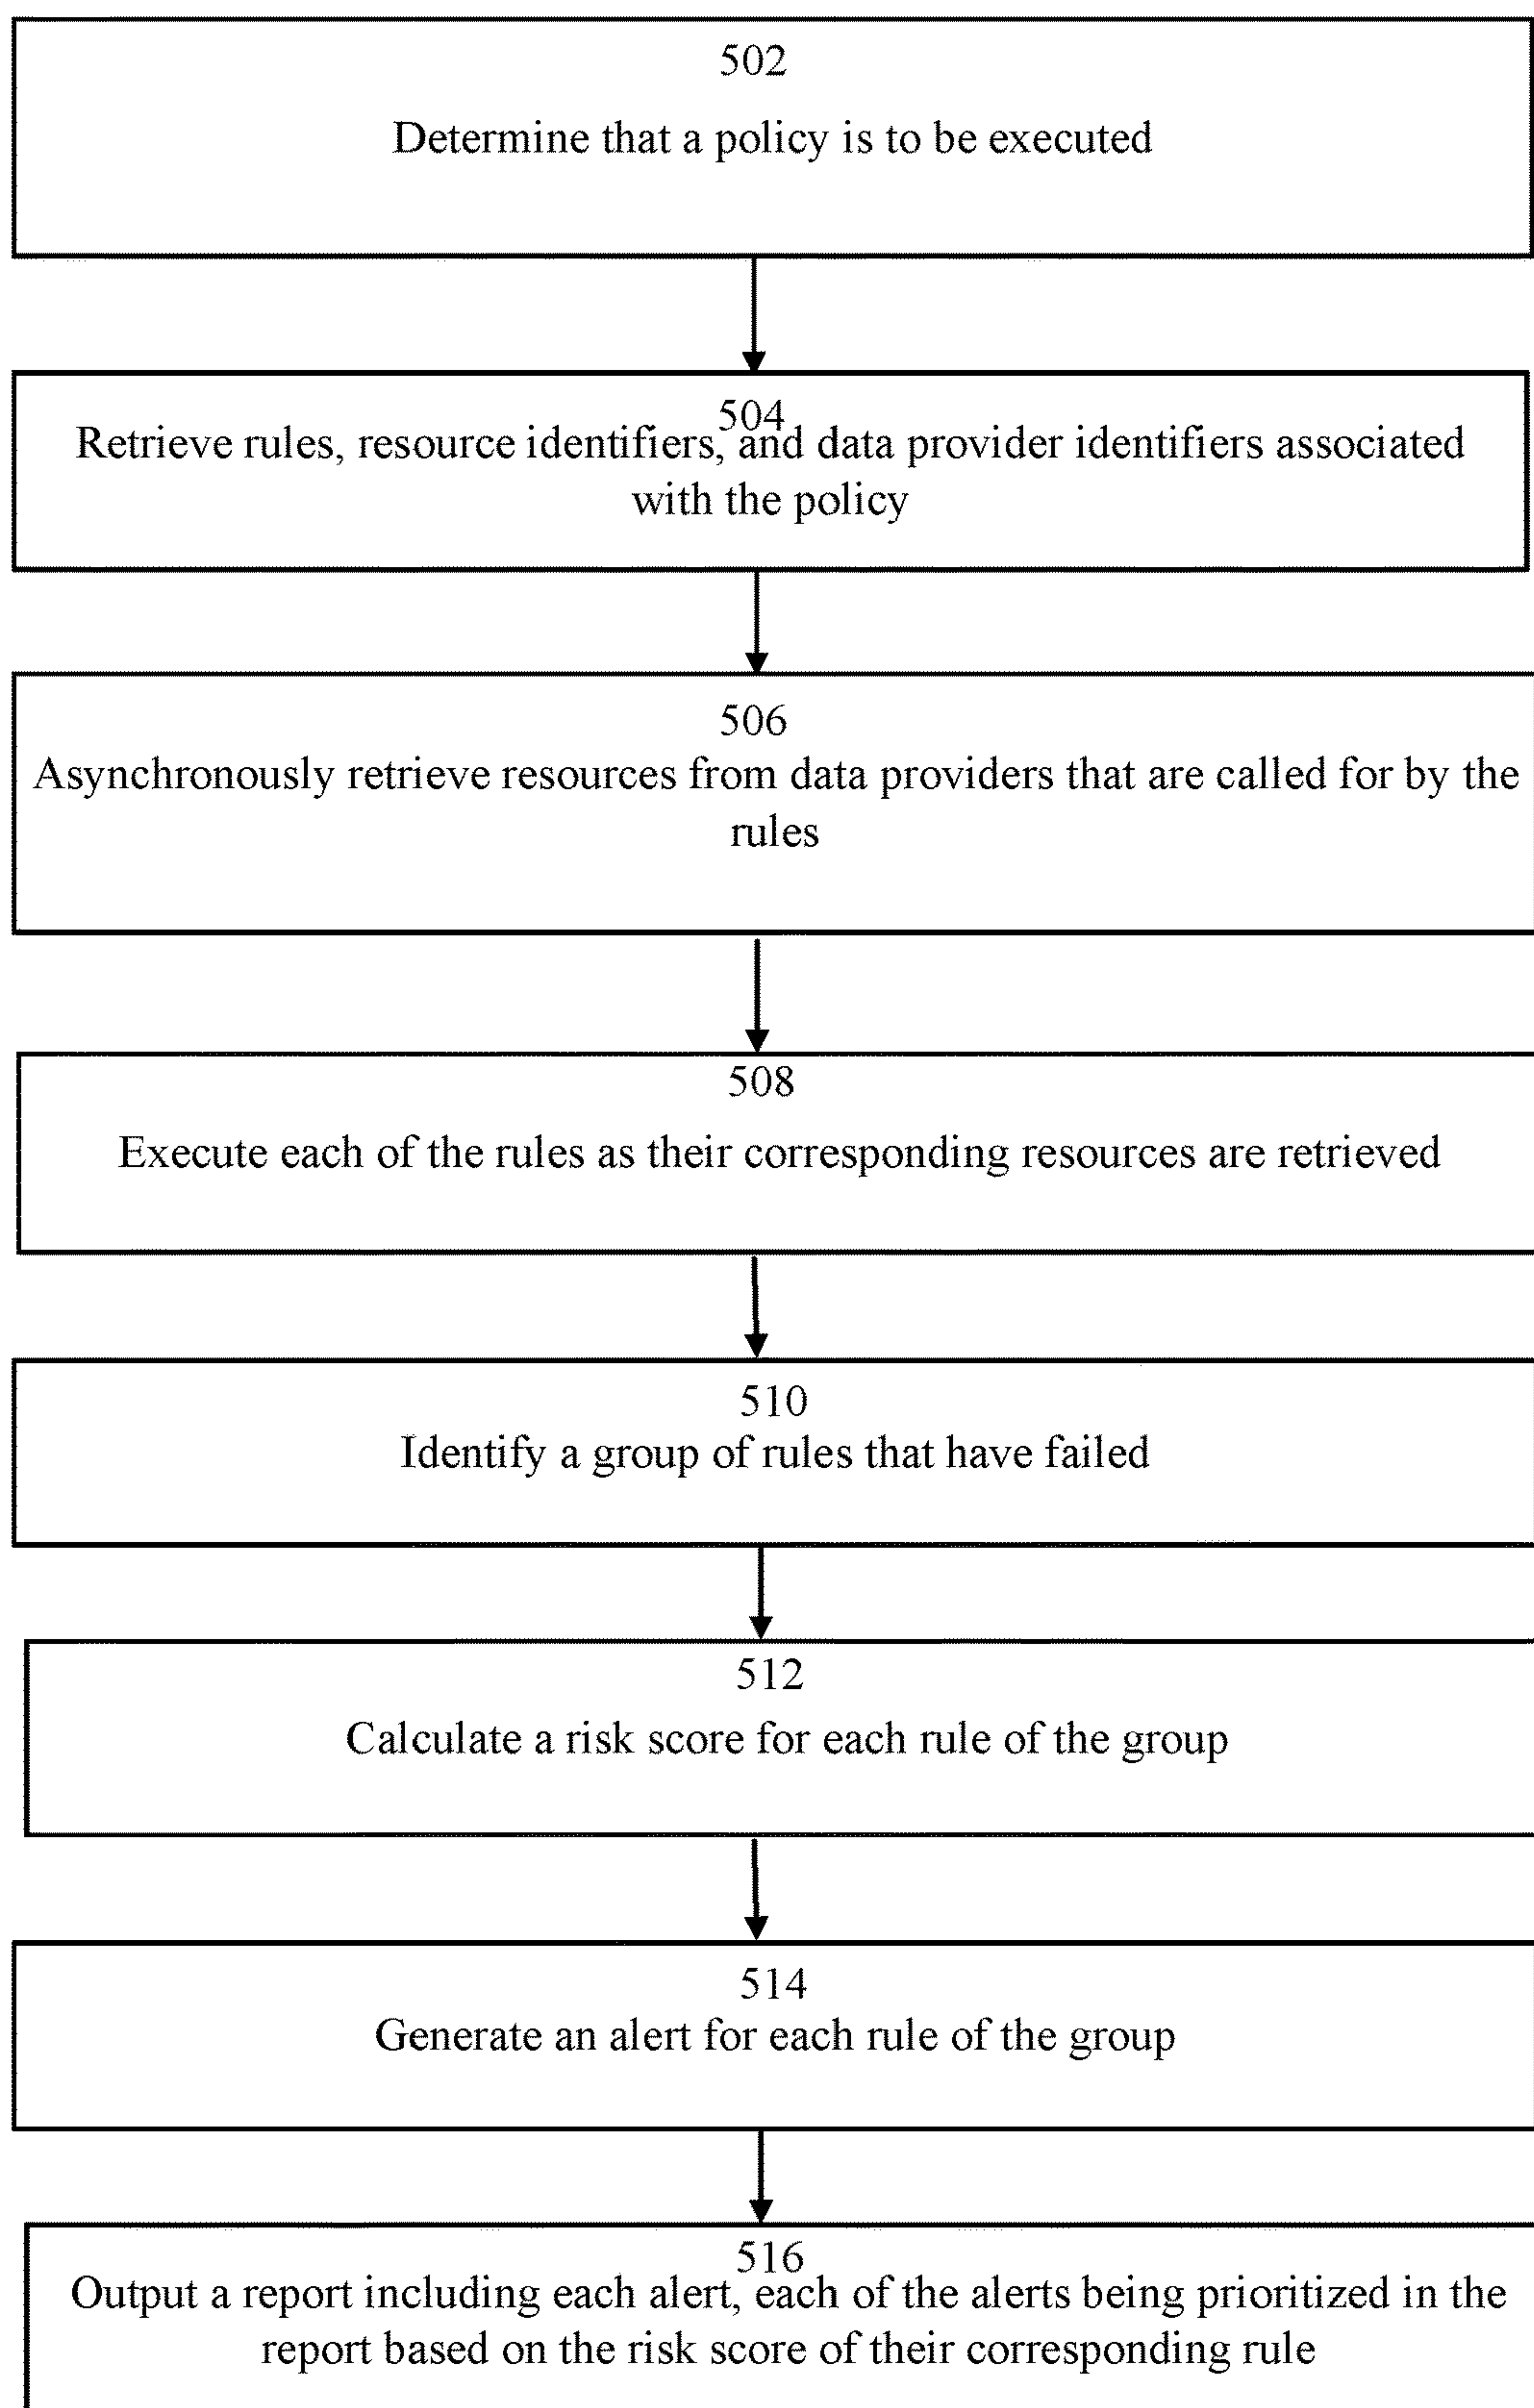 502
Determine that a policy is to be executed
504
Retrieve rules, resource identifiers, and data provider identifiers associated
with the policy
506
Asynchronously retrieve resources from data providers that are called for by the
rules
508
Execute each of the rules as their corresponding resources are retrieved
510
Identify a group of rules that have failed
512
Calculate a risk score for each rule of the group
514
Generate an alert for each rule of the group
516
Output a report including each alert, each of the alerts being prioritized in the
report based on the risk score of their corresponding rule